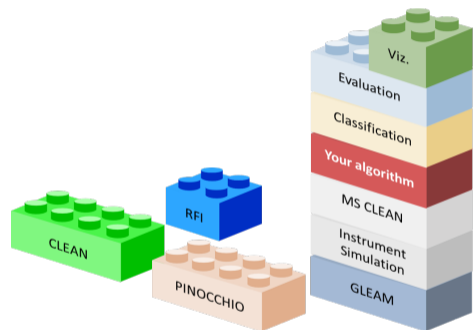 Viz.
Evaluation
Classification
Your algorithm
MS CLEAN
Instrument
Simulation
GLEAM
RFI
CLEAN
PINOCCHIO